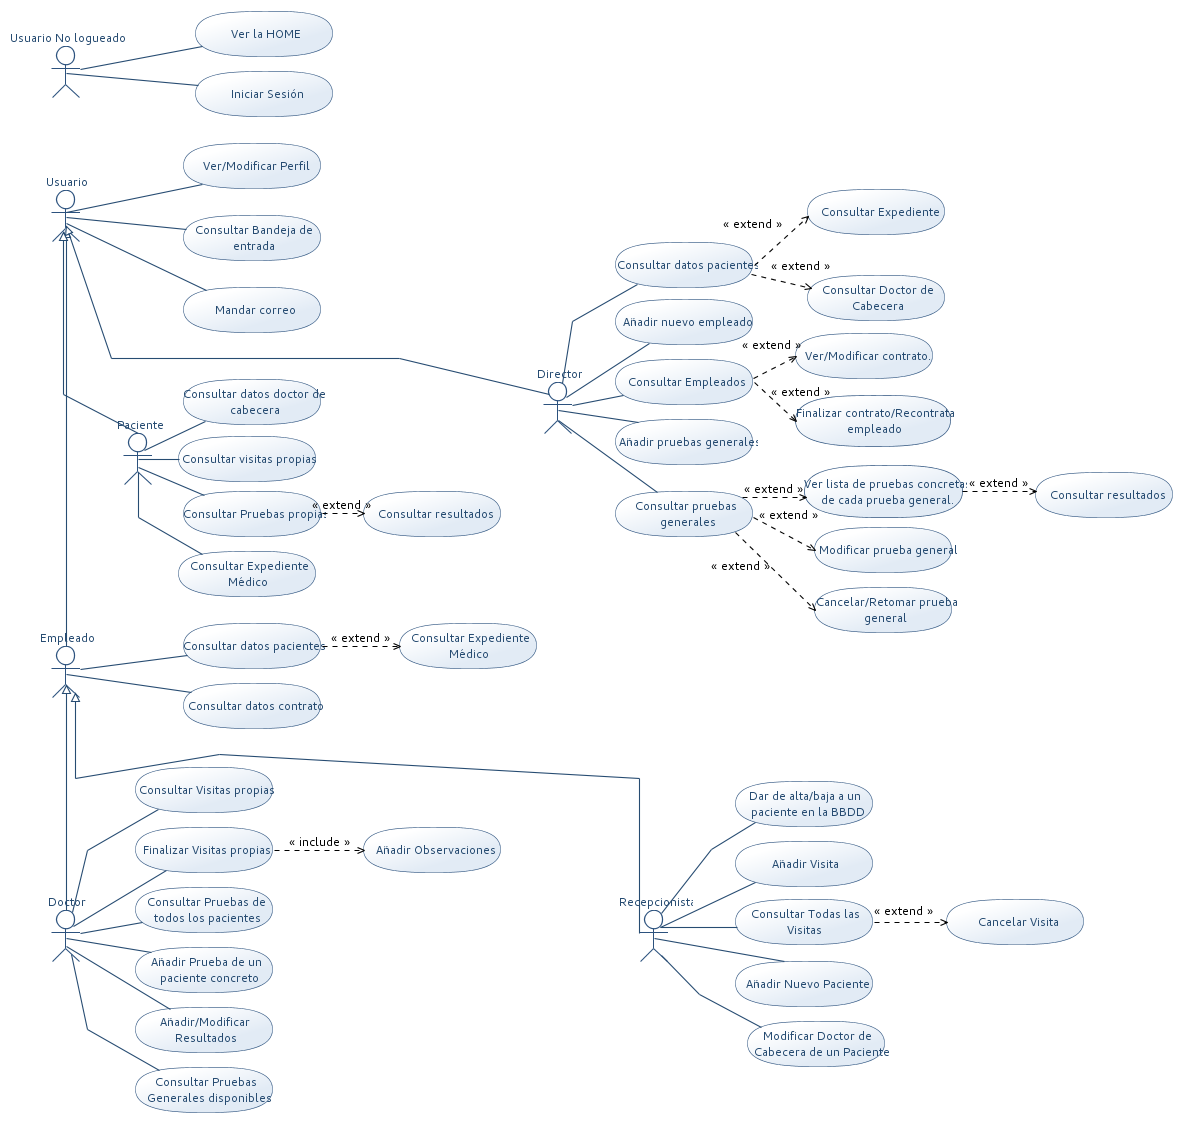 Usuario No logueado
Ver la HOME
Iniciar Sesión
Usuario
Ver/Modificar Perfil
Consultar Bandeja de
entrada
Mandar correo
Director
Consultar datos pacientes
« extend »
Consultar Expediente
« extend »
Consultar Doctor de
Cabecera
Añadir nuevo empleado
Consultar Empleados
« extend »
Ver/Modificar contrato.
« extend »
Finalizar contrato/Recontrata
empleado
Añadir pruebas generales
Consultar pruebas
generales
« extend »
Ver lista de pruebas concretas
de cada prueba general.
« extend »
Consultar resultados
« extend »
Modificar prueba general
« extend »
Cancelar/Retomar prueba
general
Paciente
Consultar datos doctor de
cabecera
Consultar visitas propias
Consultar Pruebas propia
« extend »
Consultar resultados
Consultar Expediente
Médico
Empleado
Consultar datos pacientes
« extend »
Consultar Expediente
Médico
Consultar datos contrato
Doctor
Consultar Visitas propias
Finalizar Visitas propias
« include »
Añadir Observaciones
Consultar Pruebas de
todos los pacientes
Añadir Prueba de un
paciente concreto
Añadir/Modificar
Resultados
Consultar Pruebas
Generales disponibles
Recepcionista
Dar de alta/baja a un
paciente en la BBDD
Añadir Visita
Consultar Todas las
Visitas
« extend »
Cancelar Visita
Añadir Nuevo Paciente
Modificar Doctor de
Cabecera de un Paciente